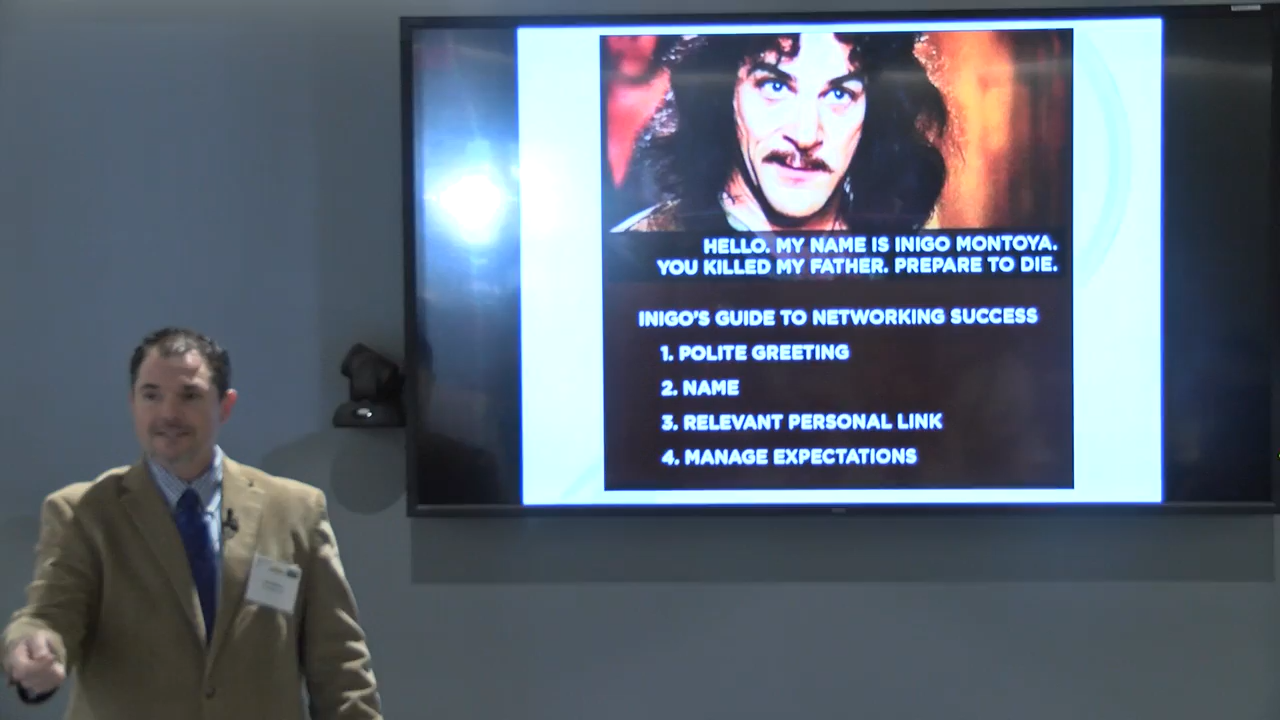 HELLO. MY NAME IS INIGO MONTOYA.
YOU KILLED MY FATHER. PREPARE TO DIE.
INIGO'S GUIDE TO NETWORKING SUCCESS
1. POLITE GREETING
2. NAME
3. RELEVANT PERSONAL LINK
4. MANAGE EXPECTATIONS